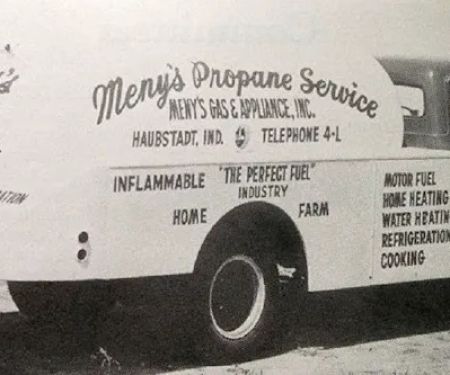 Meny's Propane Service
MENY'S GAS & APPLIANCE, INC.
HAUBSTADT, IND. TELEPHONE 4-L
INFLAMMABLE "THE PERFECT FUEL"
INDUSTRY
HOME FARM
MOTOR FUEL
HOME HEATING
WATER HEATING
REFRIGERATION
COOKING